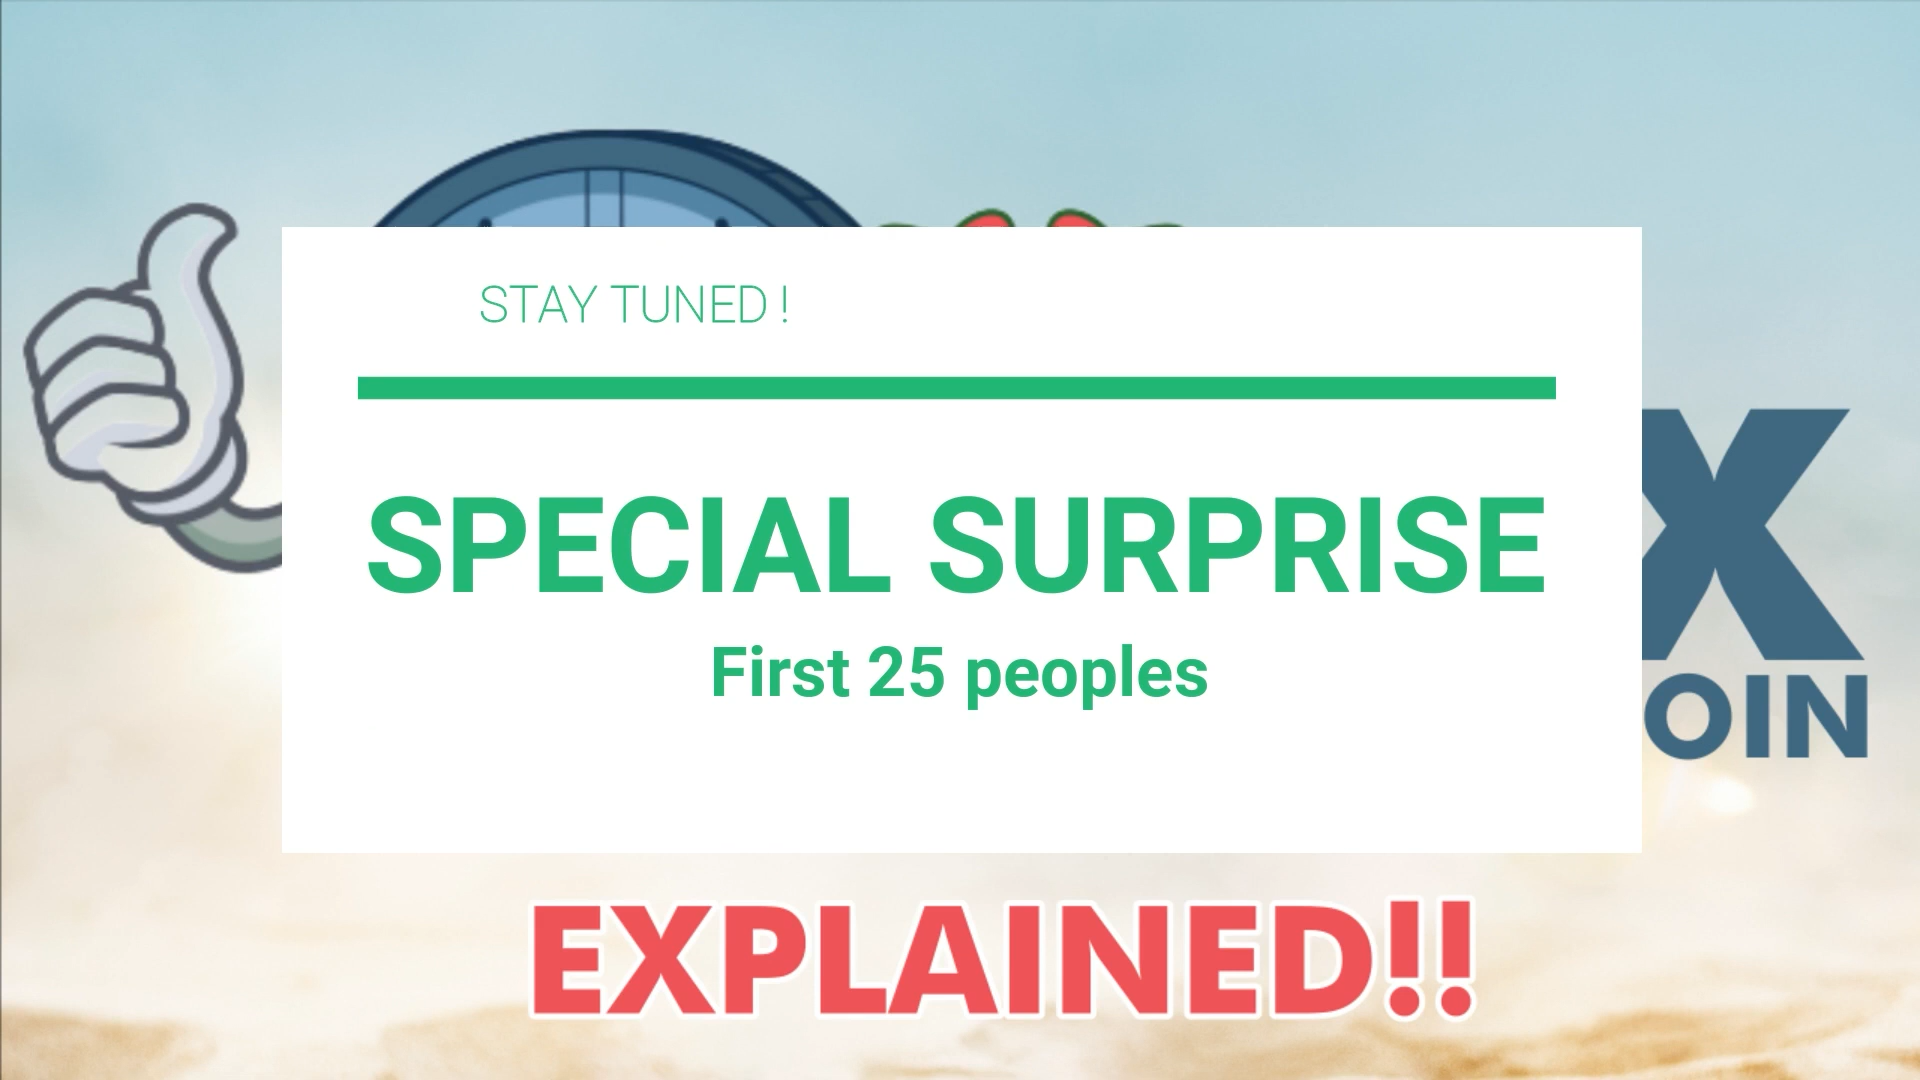 STAY TUNED !
SPECIAL SURPRISE
First 25 peoples
X
OIN
EXPLAINED!!